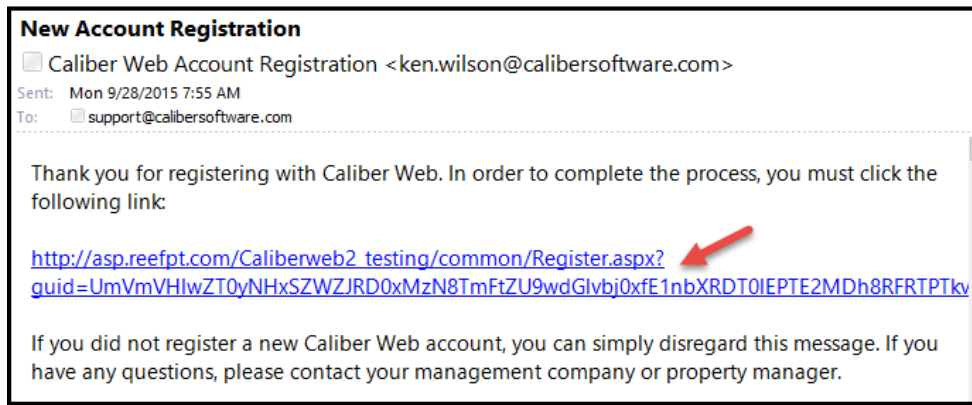 New Account Registration
Caliber Web Account Registration <ken.wilson@calibersoftware.com>
Sent: Mon 9/28/2015 7:55 AM
To: support@calibersoftware.com
Thank you for registering with Caliber Web. In order to complete the process, you must click the
following link:
http://asp.reefpt.com/Caliberweb2_testing/common/Register.aspx?
guid=UmVmVHlwZT0yNHxSZWZJRD0xMzN8TmFtZU9wdGlvbj0xfE1nbXRDT0lEPTE2MDh8RFRTPTkv
If you did not register a new Caliber Web account, you can simply disregard this message. If you
have any questions, please contact your management company or property manager.